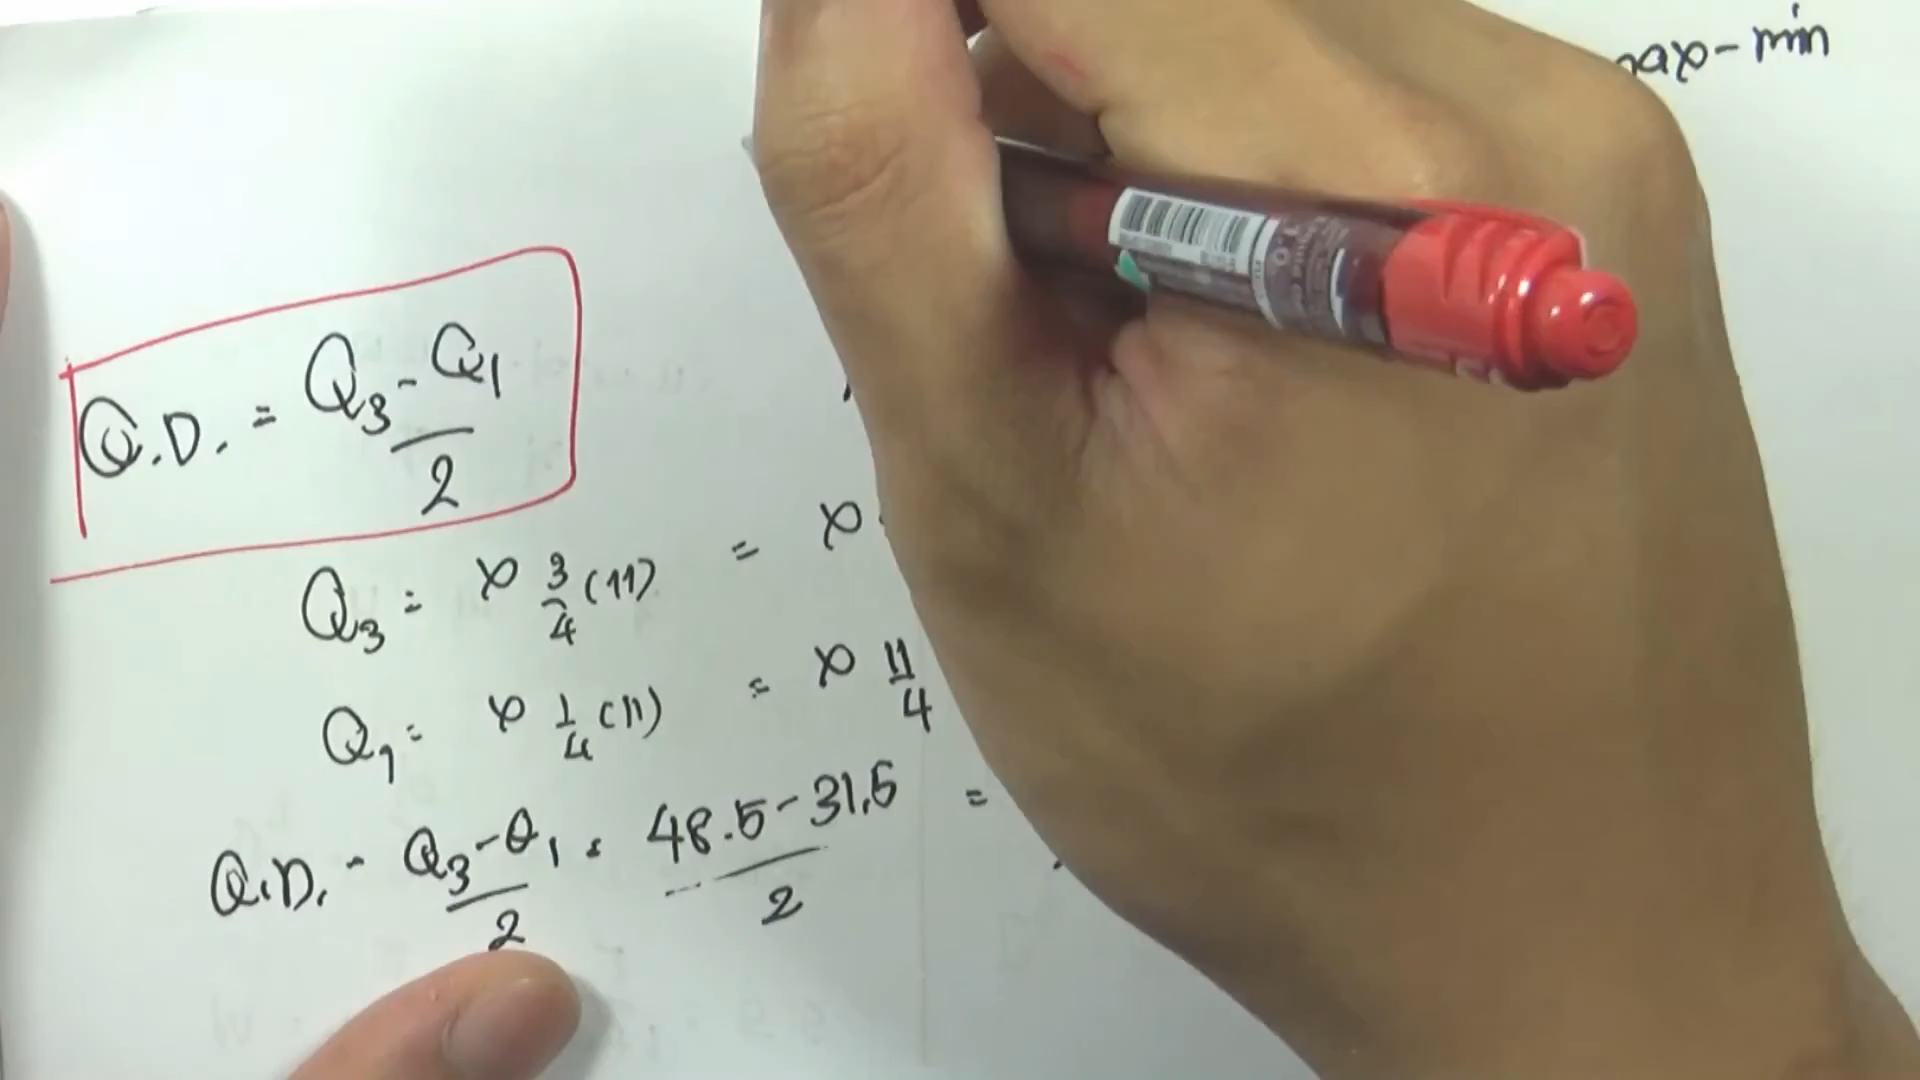 max-min
Q.D. = Q3 - Q1 / 2
Q3 = x 3/4 (11) = x
Q1 = x 1/4 (11) = x 11/4
Q.D. = Q3 - Q1 / 2 = 48.5 - 31.5 / 2 =